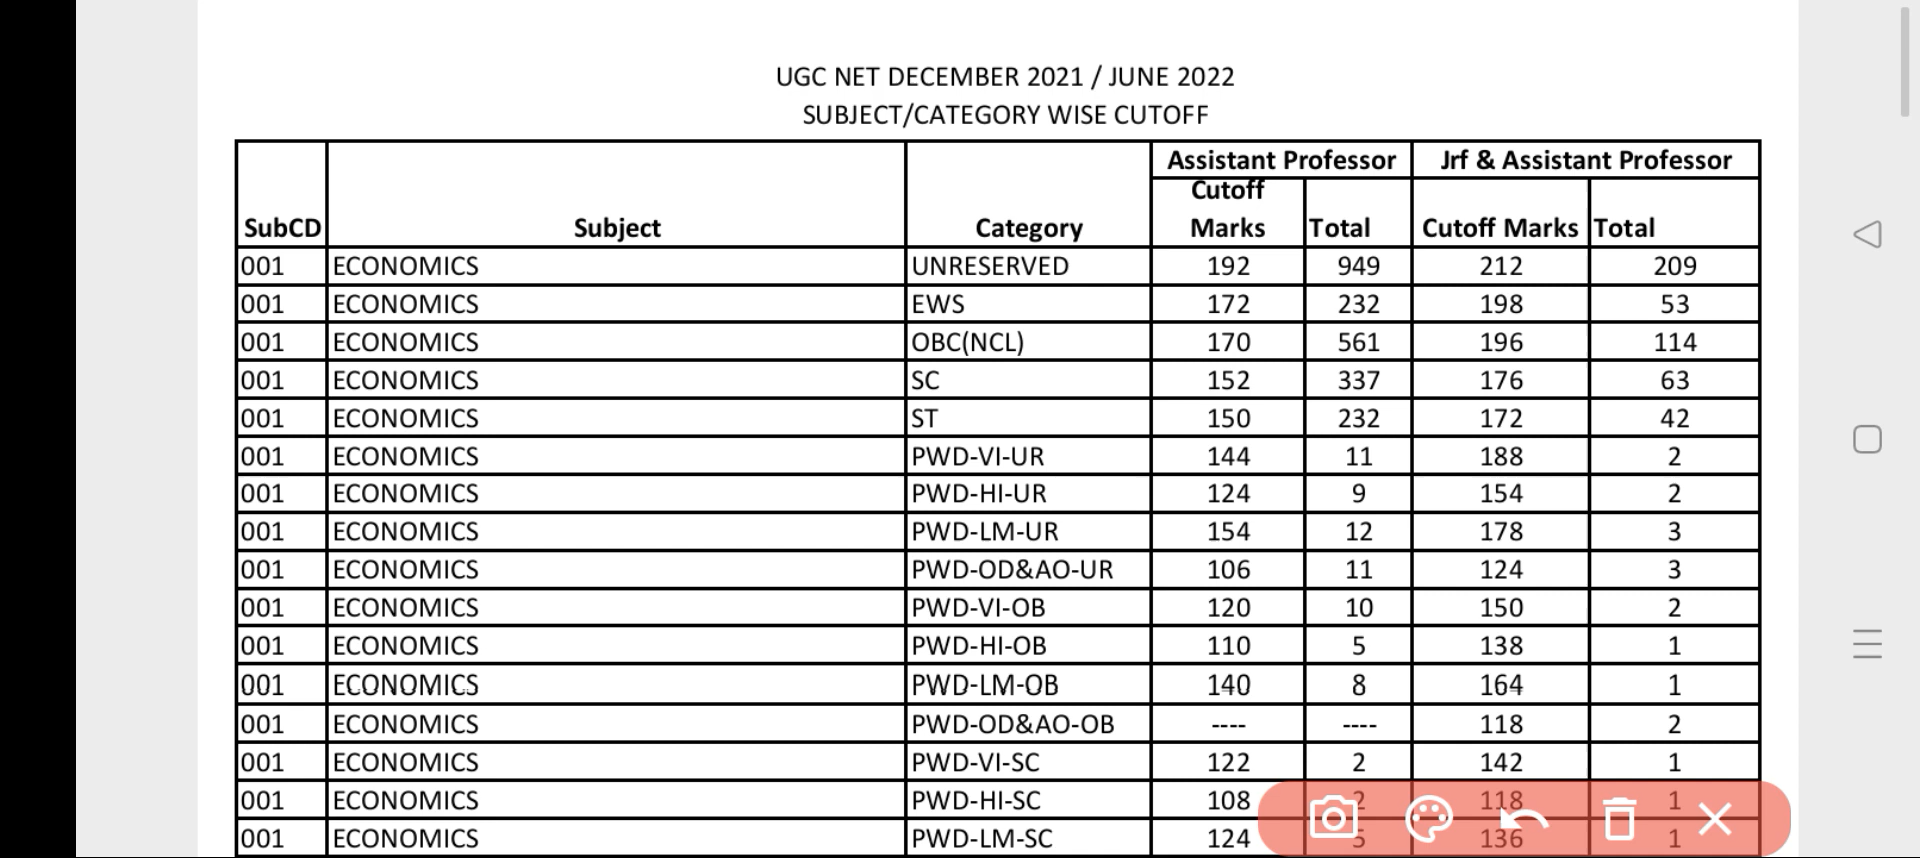 UGC NET DECEMBER 2021 / JUNE 2022
SUBJECT/CATEGORY WISE CUTOFF
Assistant Professor Jrf & Assistant Professor
SubCD Subject Category Cutoff Marks Total Cutoff Marks Total
001 ECONOMICS UNRESERVED 192 949 212 209
001 ECONOMICS EWS 172 232 198 53
001 ECONOMICS OBC(NCL) 170 561 196 114
001 ECONOMICS SC 152 337 176 63
001 ECONOMICS ST 150 232 172 42
001 ECONOMICS PWD-VI-UR 144 11 188 2
001 ECONOMICS PWD-HI-UR 124 9 154 2
001 ECONOMICS PWD-LM-UR 154 12 178 3
001 ECONOMICS PWD-OD&AO-UR 106 11 124 3
001 ECONOMICS PWD-VI-OB 120 10 150 2
001 ECONOMICS PWD-HI-OB 110 5 138 1
001 ECONOMICS PWD-LM-OB 140 8 164 1
001 ECONOMICS PWD-OD&AO-OB ---- ---- 118 2
001 ECONOMICS PWD-VI-SC 122 2 142 1
001 ECONOMICS PWD-HI-SC 108 2 118 1
001 ECONOMICS PWD-LM-SC 124 5 136 1